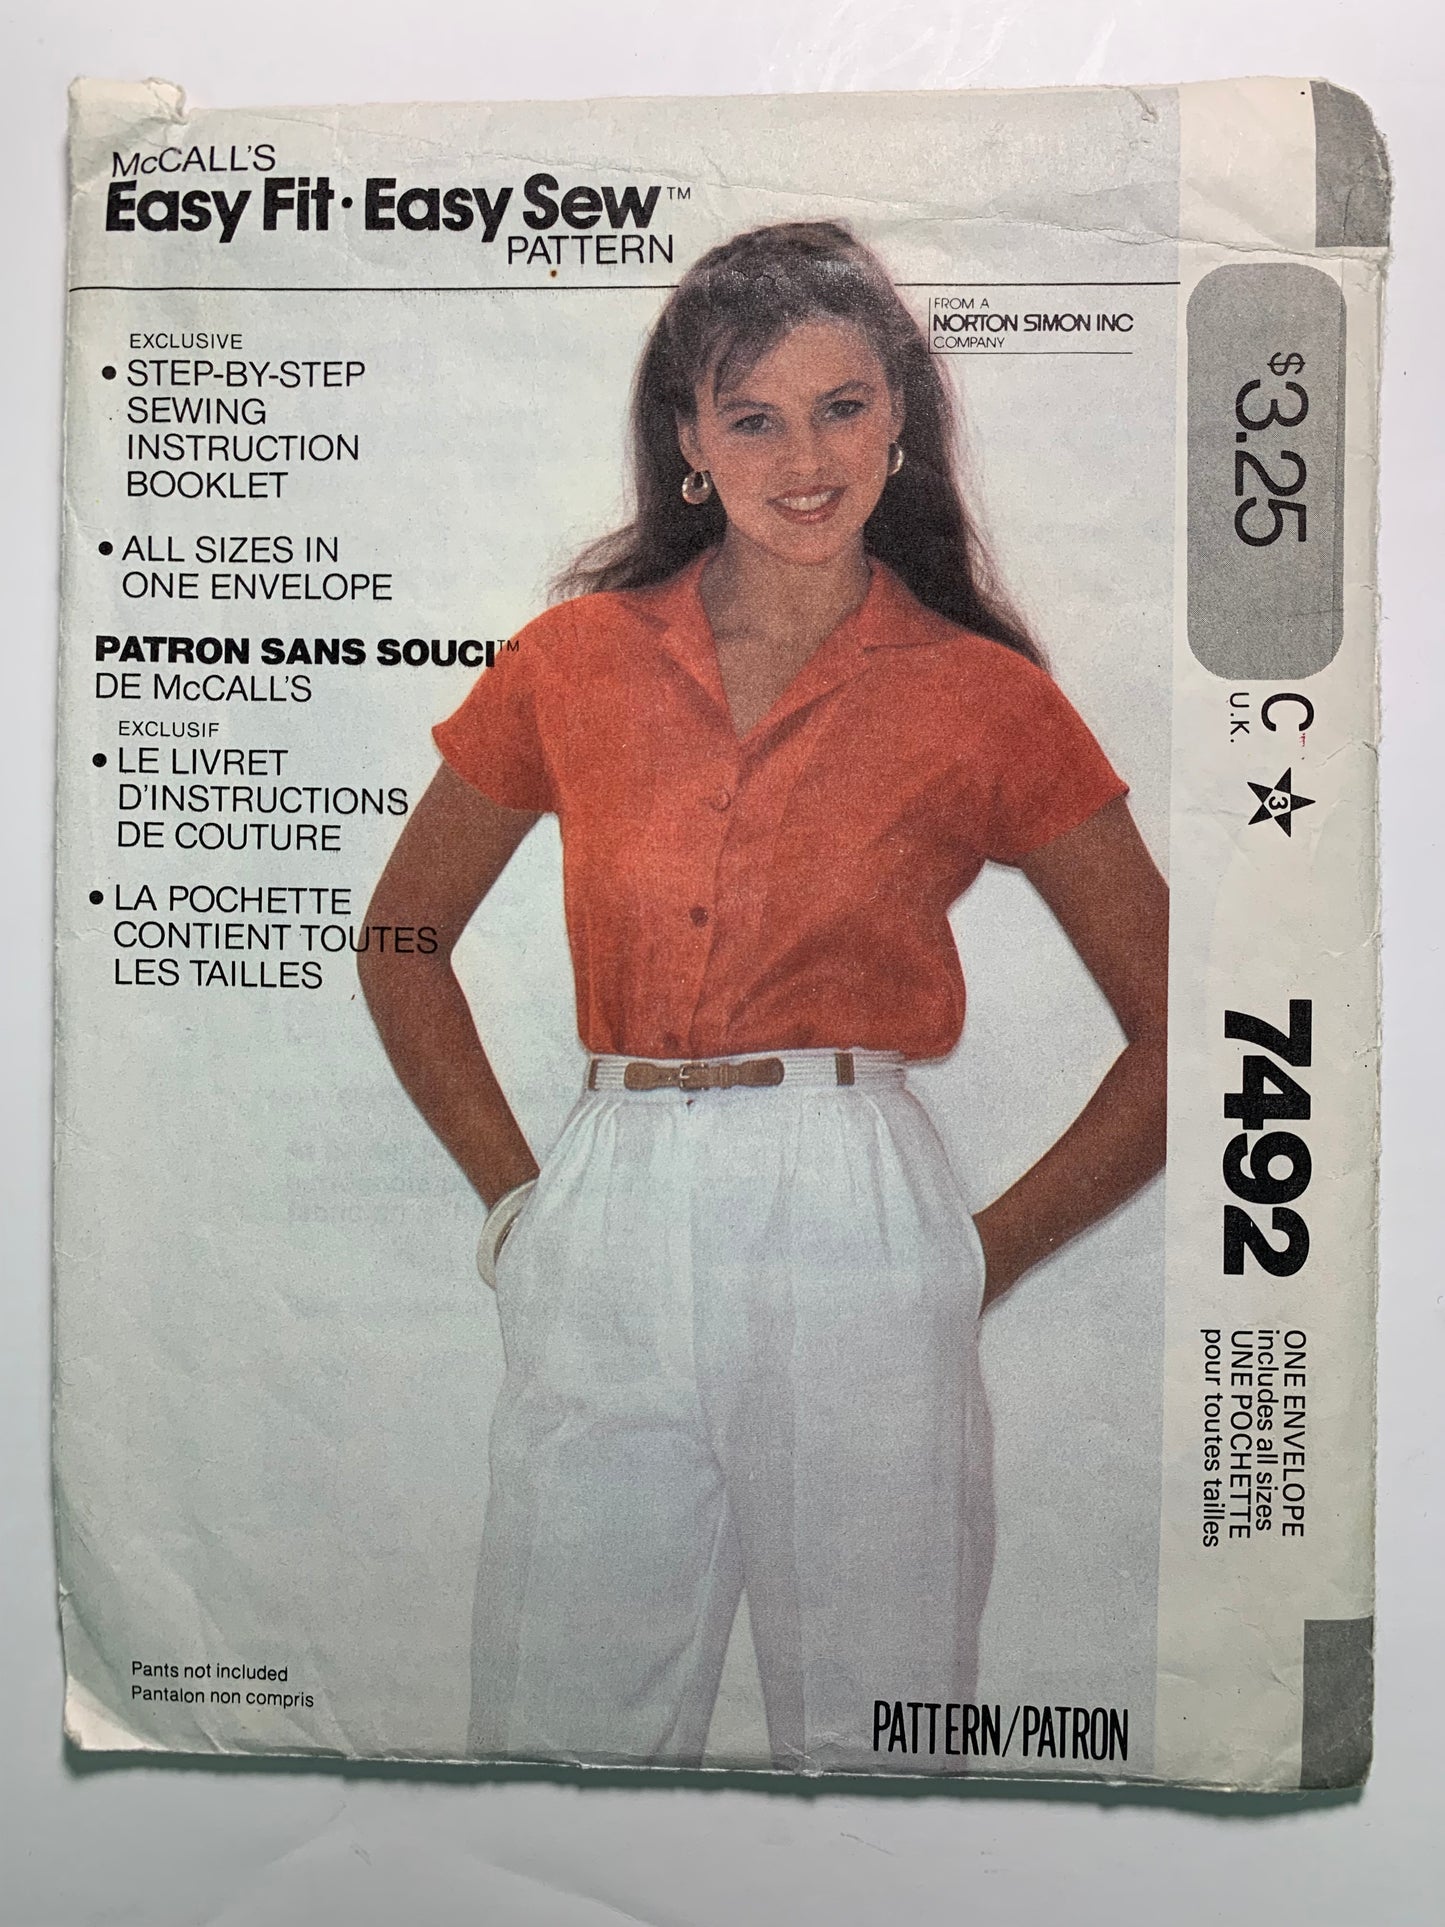 McCALL'S
Easy Fit · Easy Sew™
PATTERN
FROM A
NORTON SIMON INC
COMPANY
EXCLUSIVE
• STEP-BY-STEP
SEWING
INSTRUCTION
BOOKLET
• ALL SIZES IN
ONE ENVELOPE
PATRON SANS SOUCI™
DE McCALL'S
EXCLUSIF
• LE LIVRET
D'INSTRUCTIONS
DE COUTURE
• LA POCHETTE
CONTIENT TOUTES
LES TAILLES
Pants not included
Pantalon non compris
PATTERN/PATRON
$3.25
C
U.K.
3
7492
ONE ENVELOPE
includes all sizes
UNE POCHETTE
pour toutes tailles